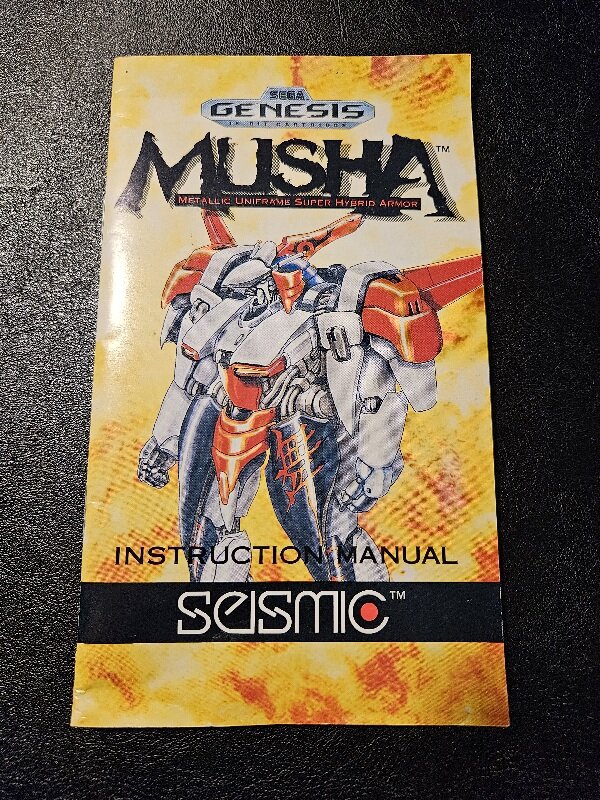 SEGA
GENESIS
16-BIT CARTRIDGE
MUSHA™
METALLIC UNIFRAME SUPER HYBRID ARMOR
INSTRUCTION MANUAL
SEISMIC™